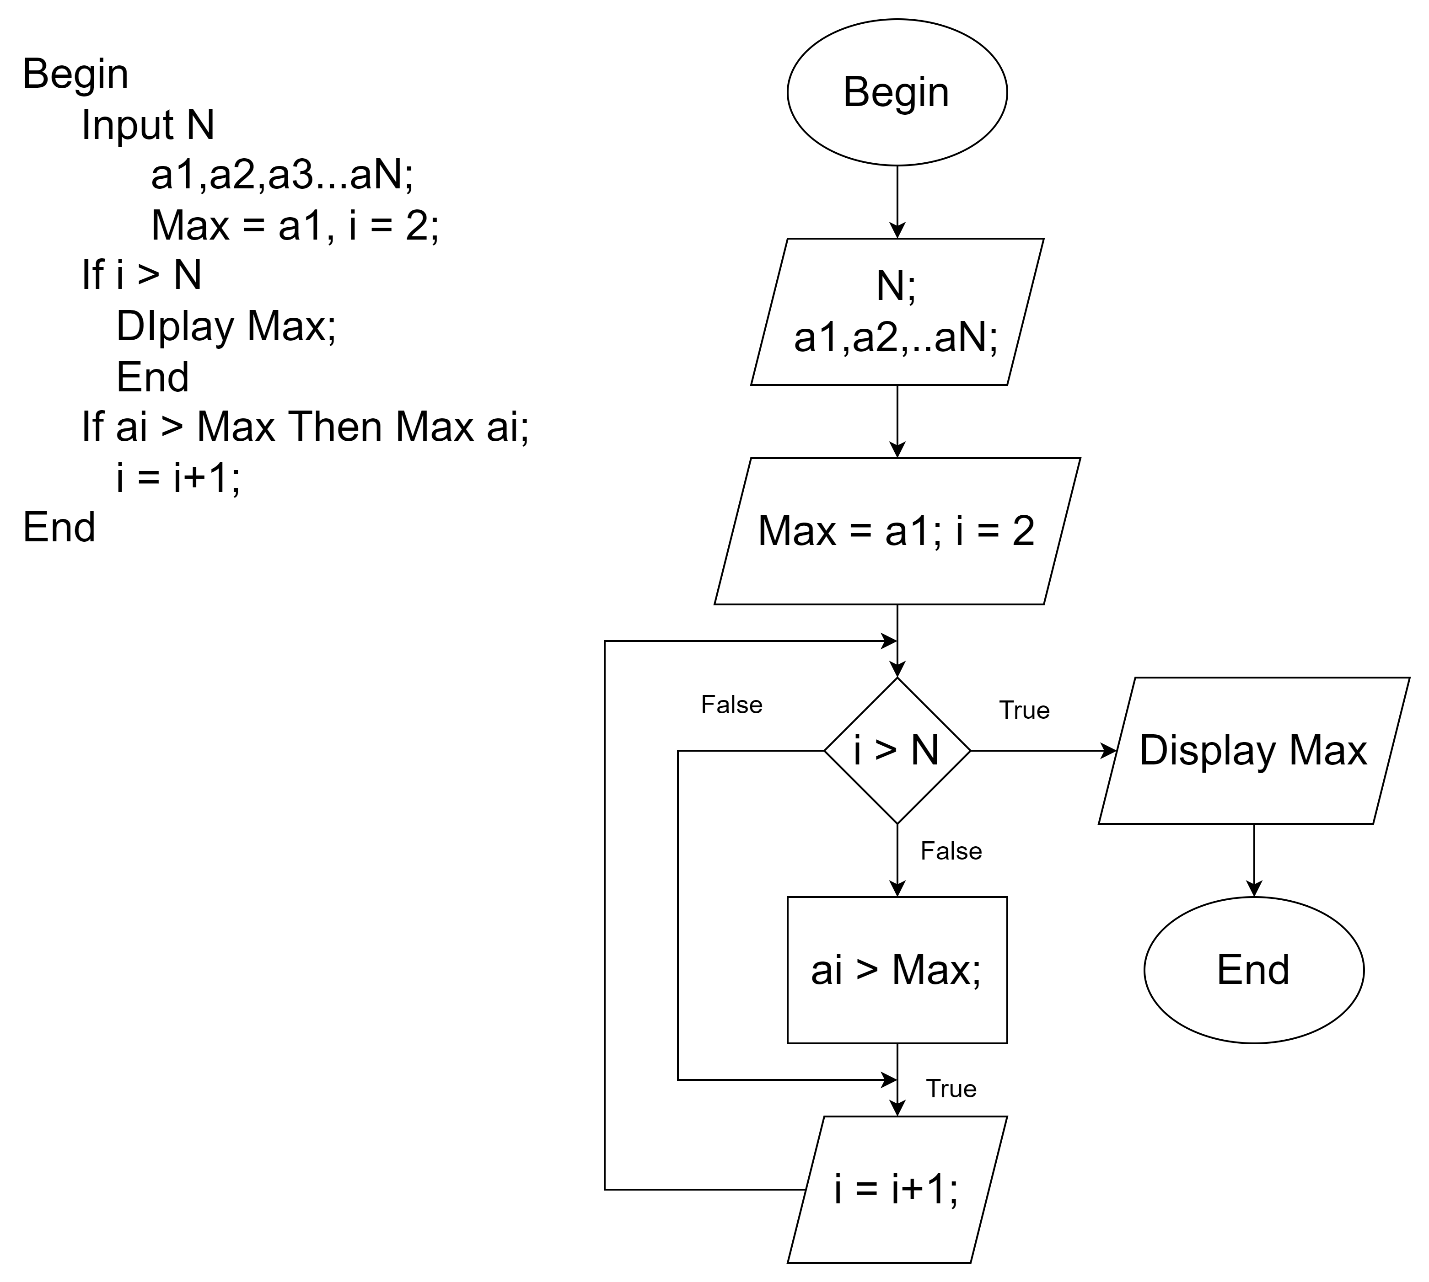 Begin
Input N
a1,a2,a3...aN;
Max = a1, i = 2;
If i > N
DIplay Max;
End
If ai > Max Then Max ai;
i = i+1;
End
Begin
N;
a1,a2,..aN;
Max = a1; i = 2
False
True
i > N
Display Max
False
ai > Max;
End
True
i = i+1;